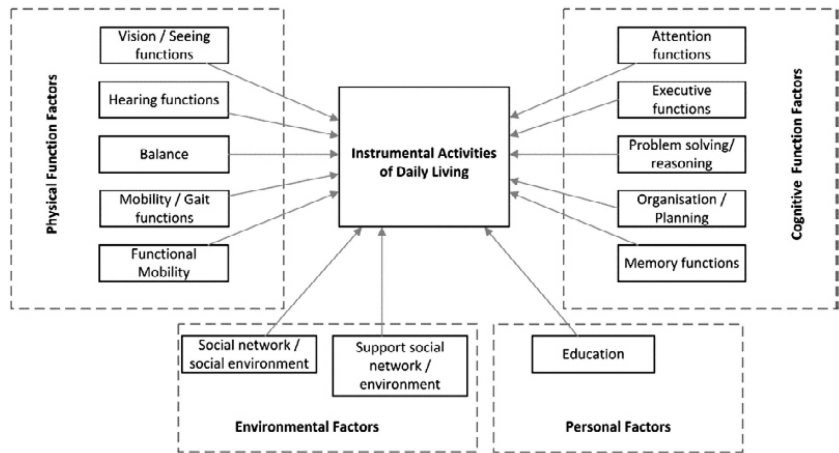 Physical Function Factors
Vision / Seeing
functions
Hearing functions
Balance
Mobility / Gait
functions
Functional
Mobility
Instrumental Activities
of Daily Living
Attention
functions
Executive
functions
Problem solving/
reasoning
Organisation /
Planning
Memory functions
Cognitive Function Factors
Social network /
social environment
Support social
network /
environment
Environmental Factors
Education
Personal Factors